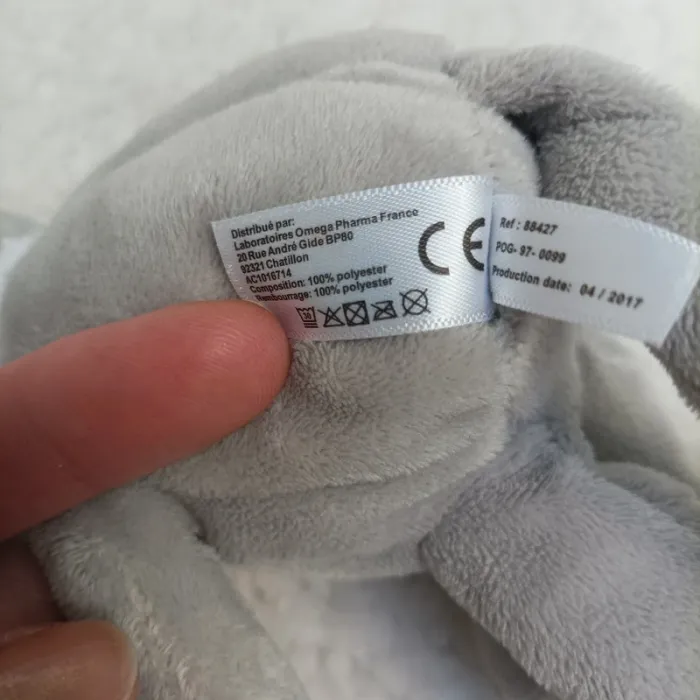 Distribué par:
Laboratoires Omega Pharma France
20 Rue André Gide BP80
92321 Chatillon
AC1016714
Composition: 100% polyester
Rembourrage: 100% polyester
30
CE
Ref : 88427
POG- 97- 0099
Production date: 04 / 2017